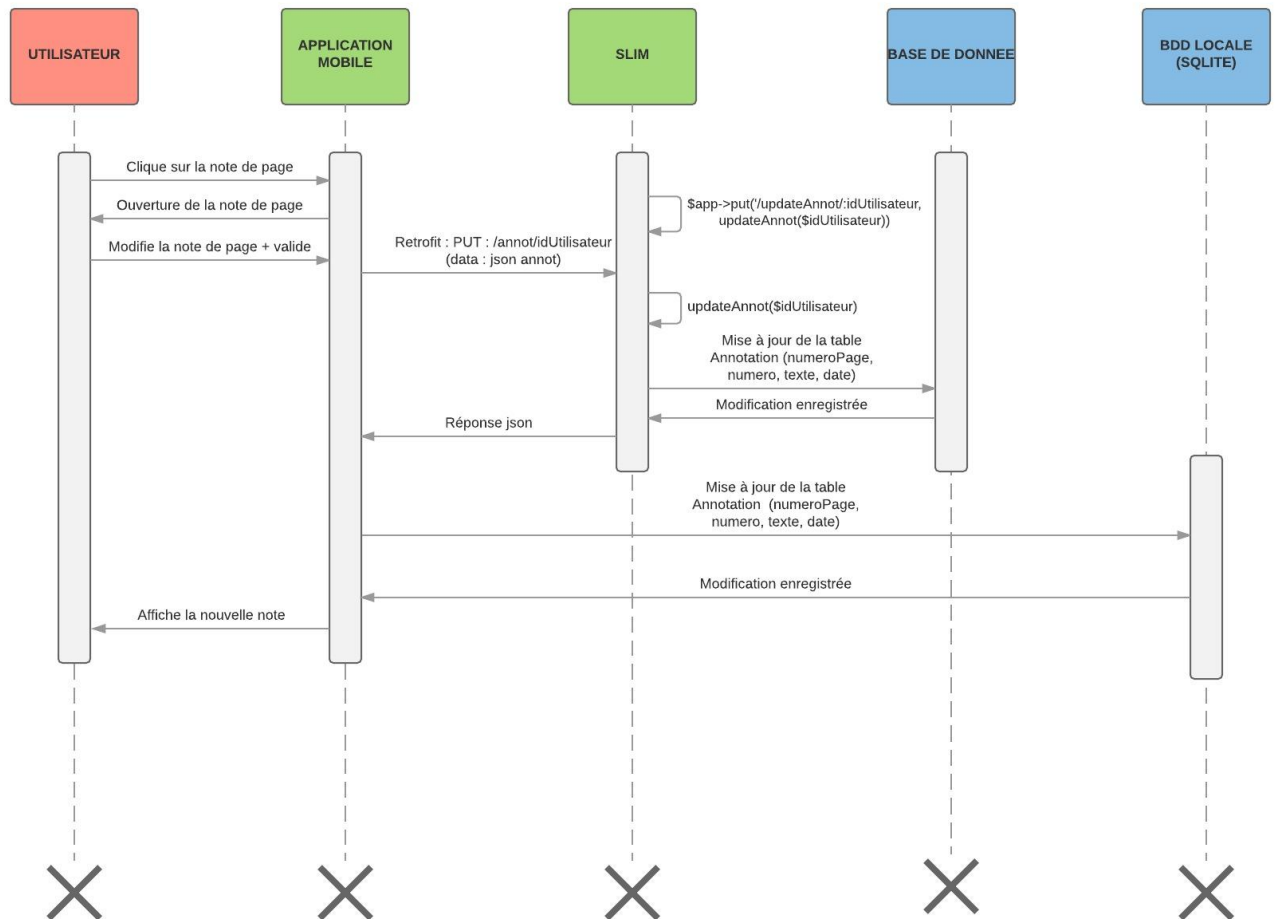 UTILISATEUR
APPLICATION
MOBILE
SLIM
BASE DE DONNEE
BDD LOCALE
(SQLITE)
Clique sur la note de page
Ouverture de la note de page
$app->put('/updateAnnot/:idUtilisateur,
updateAnnot($idUtilisateur))
Modifie la note de page + valide
Retrofit : PUT : /annot/idUtilisateur
(data : json annot)
updateAnnot($idUtilisateur)
Mise à jour de la table
Annotation (numeroPage,
numero, texte, date)
Modification enregistrée
Réponse json
Mise à jour de la table
Annotation  (numeroPage,
numero, texte, date)
Modification enregistrée
Affiche la nouvelle note